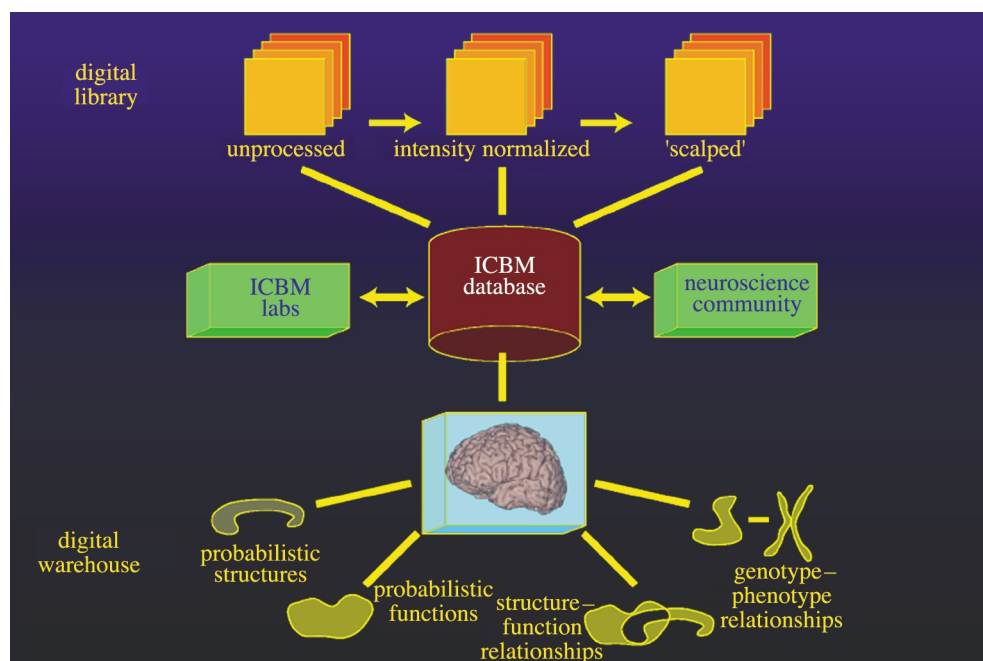 digital
library
unprocessed
intensity normalized
'scalped'
ICBM
database
ICBM
labs
neuroscience
community
digital
warehouse
probabilistic
structures
probabilistic
functions
structure–
function
relationships
genotype–
phenotype
relationships